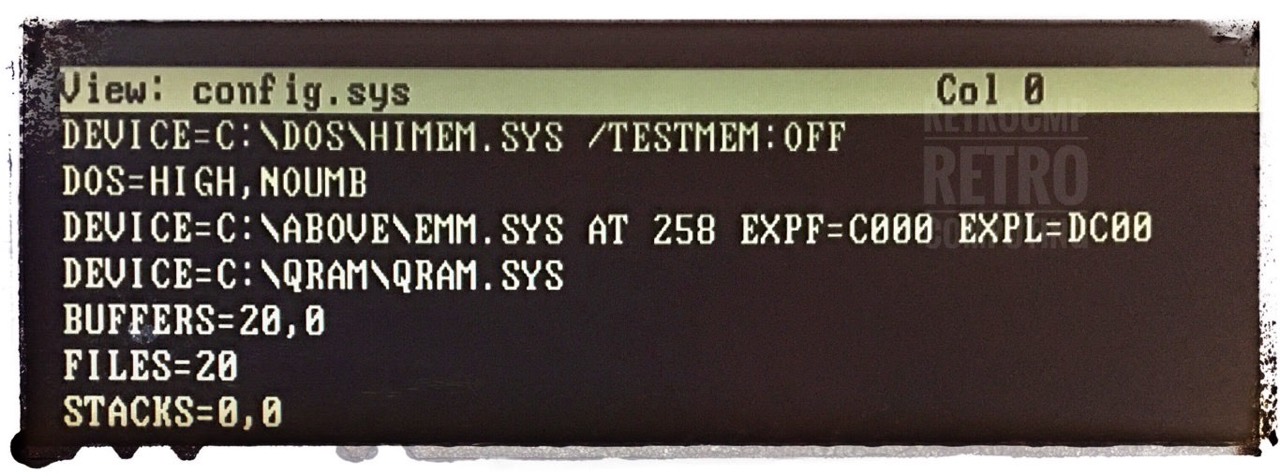 View: config.sys Col 0
DEVICE=C:\DOS\HIMEM.SYS /TESTMEM:OFF
DOS=HIGH,NOUMB
DEVICE=C:\ABOVE\EMM.SYS AT 258 EXPF=C000 EXPL=DC00
DEVICE=C:\QRAM\QRAM.SYS
BUFFERS=20,0
FILES=20
STACKS=0,0
RETROCMP
RETRO